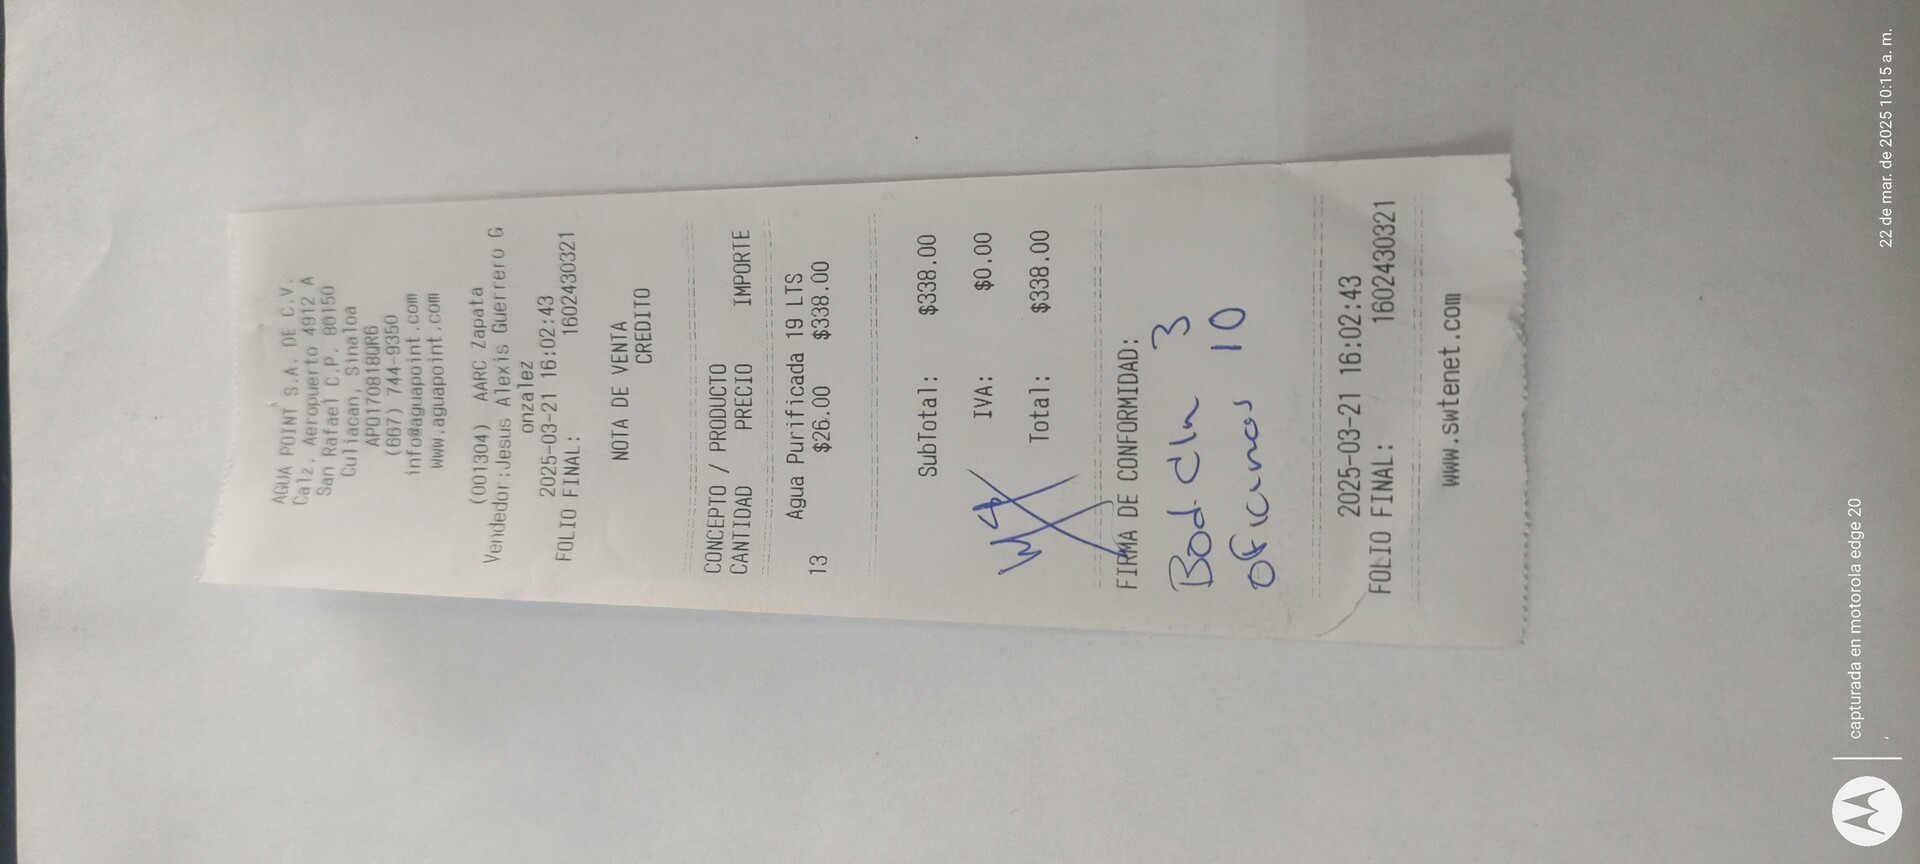 AGUA POINT S.A. DE C.V.
Calz. Aeropuerto 4912 A
San Rafael C.P. 80150
Culiacan, Sinaloa
APO170818QR6
(667) 744-9350
info@aguapoint.com
www.aguapoint.com
(001304) AARC Zapata
Vendedor:Jesus Alexis Guerrero G
onzalez
2025-03-21 16:02:43
FOLIO FINAL: 1602430321
NOTA DE VENTA
CREDITO
CONCEPTO / PRODUCTO
CANTIDAD PRECIO IMPORTE
Agua Purificada 19 LTS
13 $26.00 $338.00
SubTotal: $338.00
IVA: $0.00
Total: $338.00
FIRMA DE CONFORMIDAD:
Bod. Cln 3
Oficinas 10
2025-03-21 16:02:43
FOLIO FINAL: 1602430321
www.swtenet.com
capturada en motorola edge 20
22 de mar. de 2025 10:15 a. m.